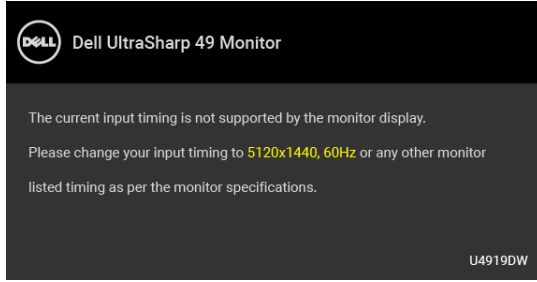 DELL
Dell UltraSharp 49 Monitor
The current input timing is not supported by the monitor display.
Please change your input timing to 5120x1440, 60Hz or any other monitor
listed timing as per the monitor specifications.
U4919DW